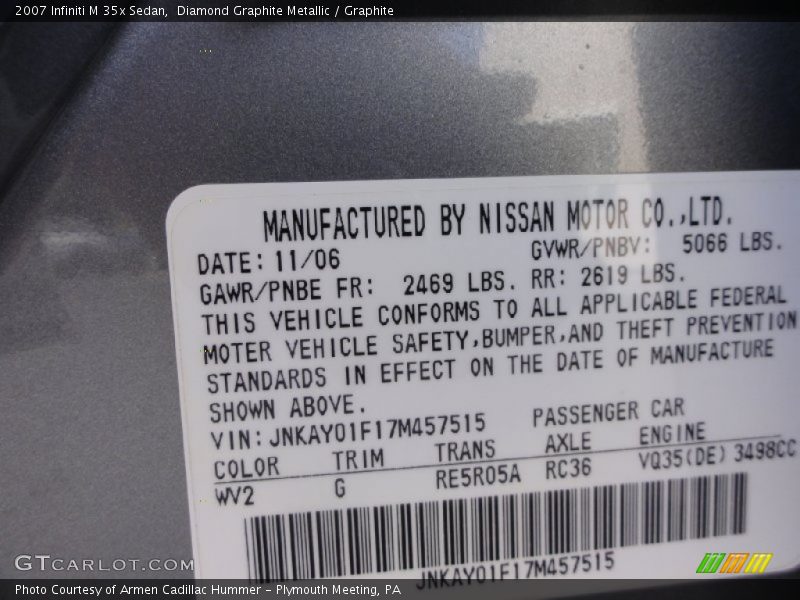 2007 Infiniti M 35x Sedan,  Diamond Graphite Metallic / Graphite
MANUFACTURED BY NISSAN MOTOR CO.,LTD.
DATE: 11/06 GVWR/PNBV: 5066 LBS.
GAWR/PNBE FR: 2469 LBS. RR: 2619 LBS.
THIS VEHICLE CONFORMS TO ALL APPLICABLE FEDERAL
MOTER VEHICLE SAFETY,BUMPER,AND THEFT PREVENTION
STANDARDS IN EFFECT ON THE DATE OF MANUFACTURE
SHOWN ABOVE.
VIN: JNKAY01F17M457515 PASSENGER CAR
COLOR TRIM TRANS AXLE ENGINE
WV2 G RE5R05A RC36 VQ35(DE) 3498CC
JNKAY01F17M457515
GTCARLOT.COM
Photo Courtesy of Armen Cadillac Hummer - Plymouth Meeting, PA